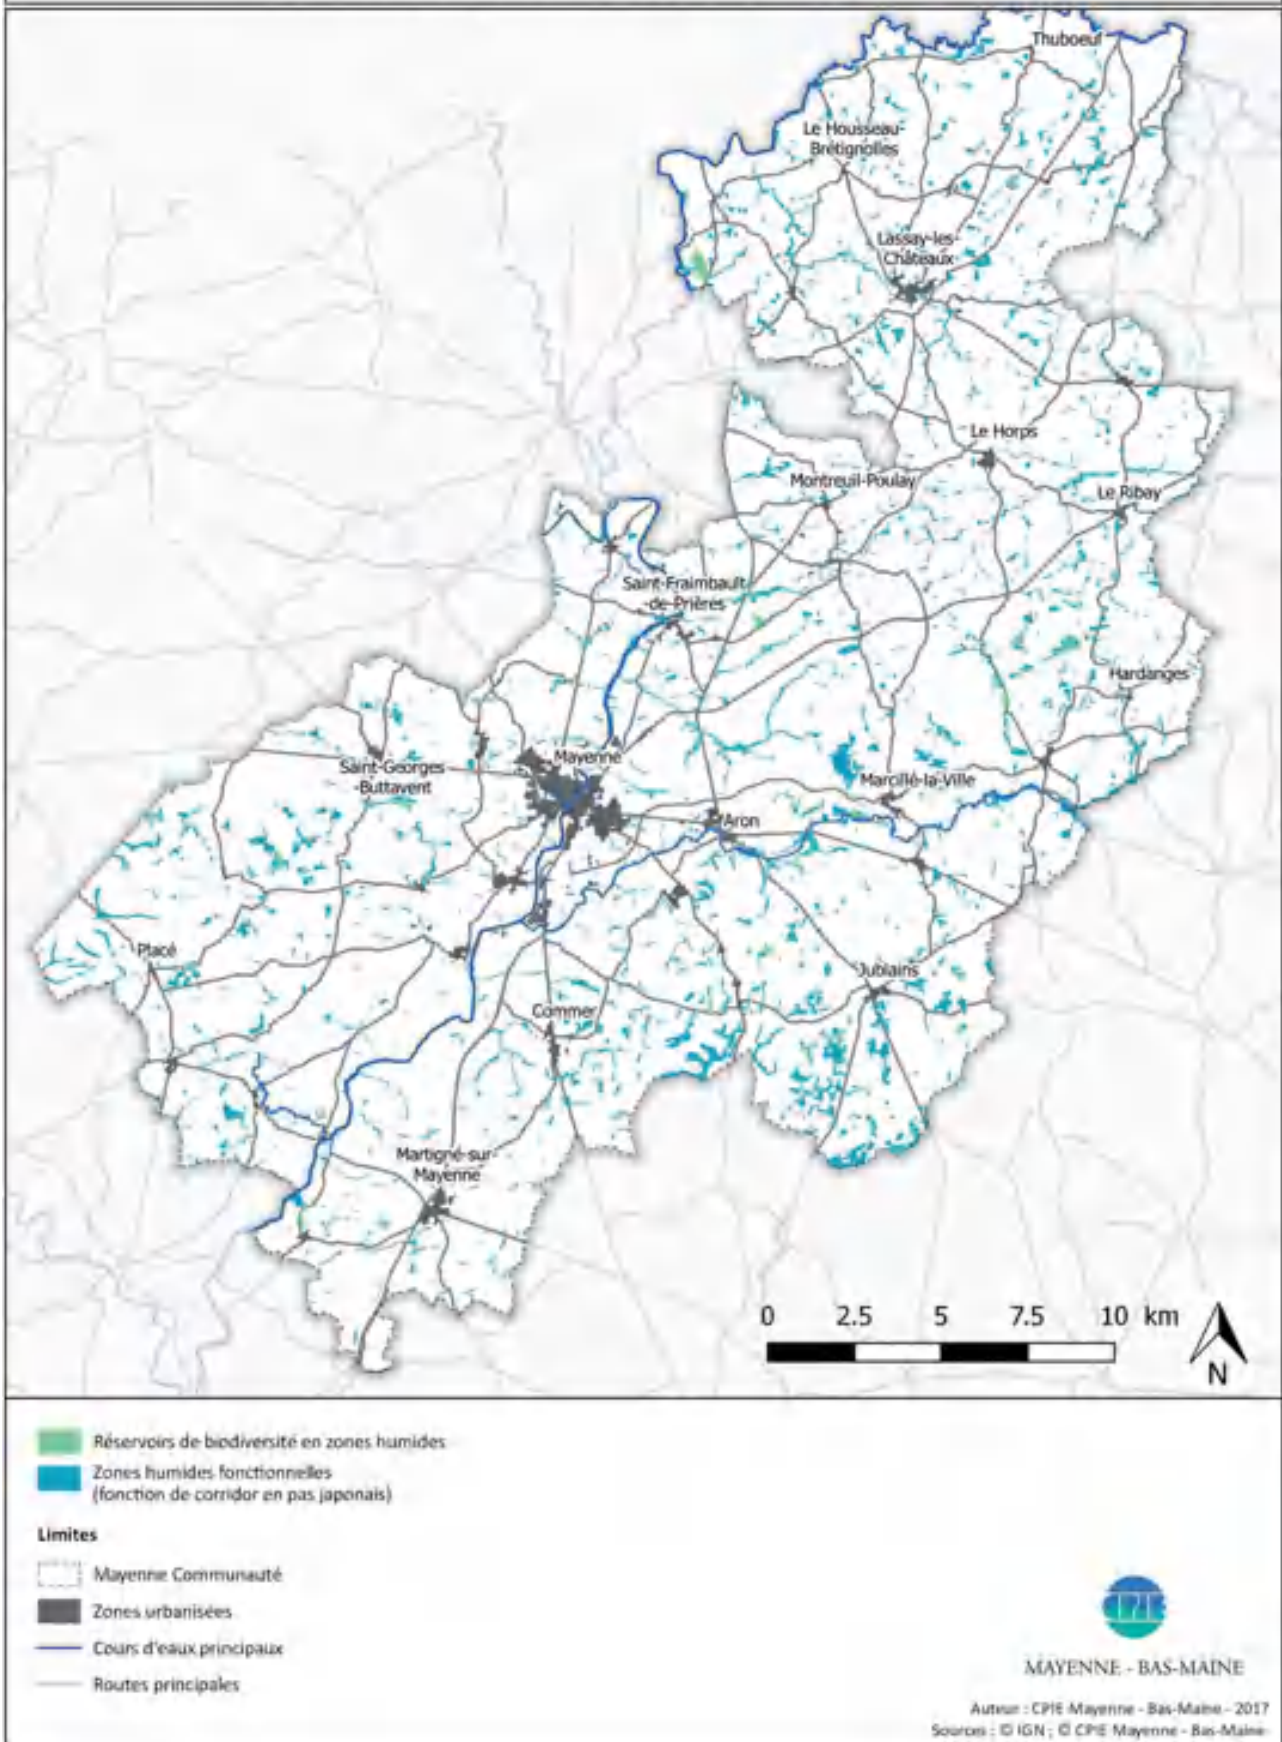 Thuboeuf
Le Housseau-
Brétignolles
Lassay-les-
Châteaux
Le Horps
Montreuil-Poulay
Le Ribay
Saint-Fraimbault
-de-Prières
Hardanges
Mayenne
Saint-Georges
-Buttavent
Marcillé-la-Ville
Aron
Placé
Jublains
Commer
Martigné-sur-
Mayenne
0 2.5 5 7.5 10 km
N
Réservoirs de biodiversité en zones humides
Zones humides fonctionnelles
(fonction de corridor en pas japonais)
Limites
Mayenne Communauté
Zones urbanisées
Cours d'eaux principaux
Routes principales
CPIE
MAYENNE - BAS-MAINE
Auteur : CPIE Mayenne - Bas-Maine - 2017
Sources : © IGN ; © CPIE Mayenne - Bas-Maine